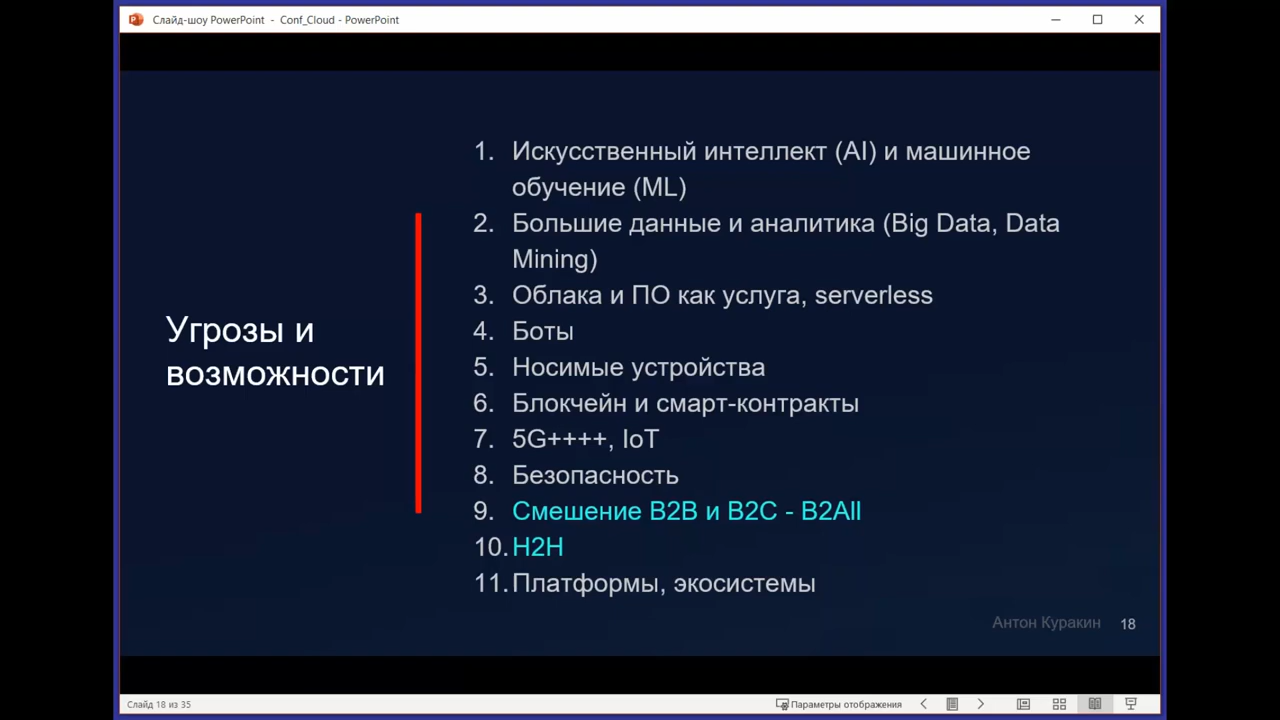 Слайд-шоу PowerPoint - Conf_Cloud - PowerPoint
Угрозы и
возможности
1. Искусственный интеллект (AI) и машинное
обучение (ML)
2. Большие данные и аналитика (Big Data, Data
Mining)
3. Облака и ПО как услуга, serverless
4. Боты
5. Носимые устройства
6. Блокчейн и смарт-контракты
7. 5G++++, IoT
8. Безопасность
9. Смешение B2B и B2C - B2All
10. H2H
11. Платформы, экосистемы
Антон Куракин 18
Слайд 18 из 35
Параметры отображения